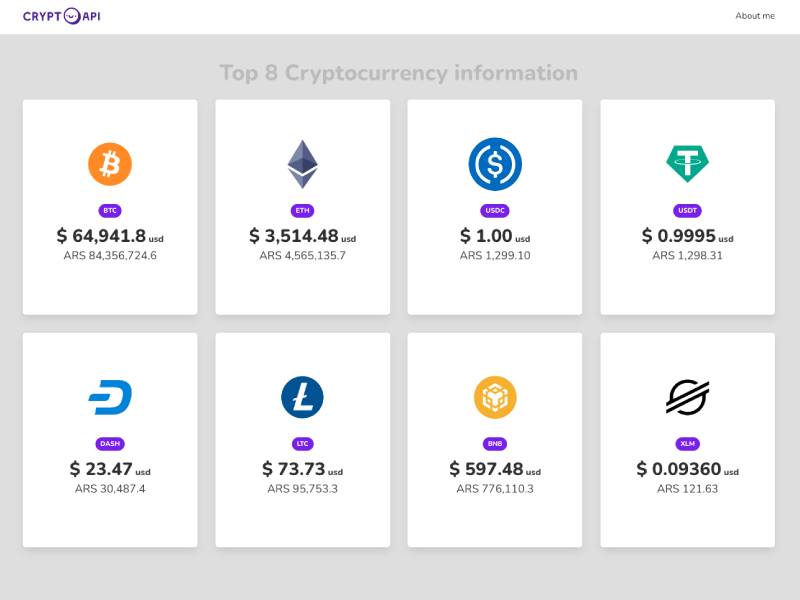 CRYPTOAPI
About me
Top 8 Cryptocurrency information
BTC
$ 64,941.8 usd
ARS 84,356,724.6
ETH
$ 3,514.48 usd
ARS 4,565,135.7
USDC
$ 1.00 usd
ARS 1,299.10
USDT
$ 0.9995 usd
ARS 1,298.31
DASH
$ 23.47 usd
ARS 30,487.4
LTC
$ 73.73 usd
ARS 95,753.3
BNB
$ 597.48 usd
ARS 776,110.3
XLM
$ 0.09360 usd
ARS 121.63